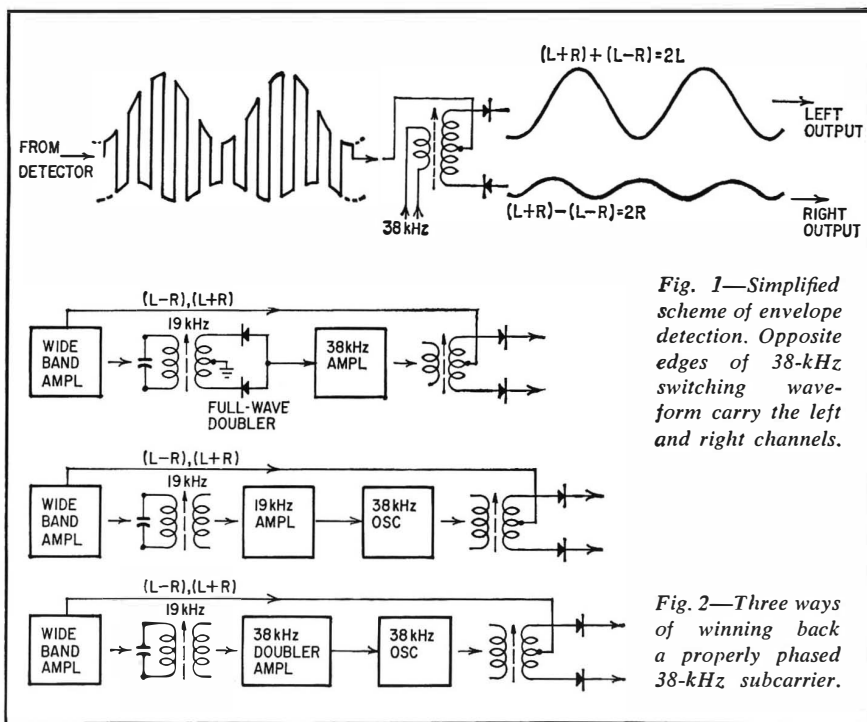 (L+R)+(L-R)=2L
FROM
DETECTOR
LEFT
OUTPUT
38kHz
(L+R)-(L-R)=2R
RIGHT
OUTPUT
Fig. 1—Simplified
scheme of envelope
detection. Opposite
edges of 38-kHz
switching wave-
form carry the left
and right channels.
(L-R),(L+R)
WIDE
BAND
AMPL
19kHz
FULL-WAVE
DOUBLER
38kHz
AMPL
(L-R),(L+R)
WIDE
BAND
AMPL
19kHz
19kHz
AMPL
38kHz
OSC
(L-R),(L+R)
WIDE
BAND
AMPL
19kHz
38kHz
DOUBLER
AMPL
38kHz
OSC
Fig. 2—Three ways
of winning back
a properly phased
38-kHz subcarrier.